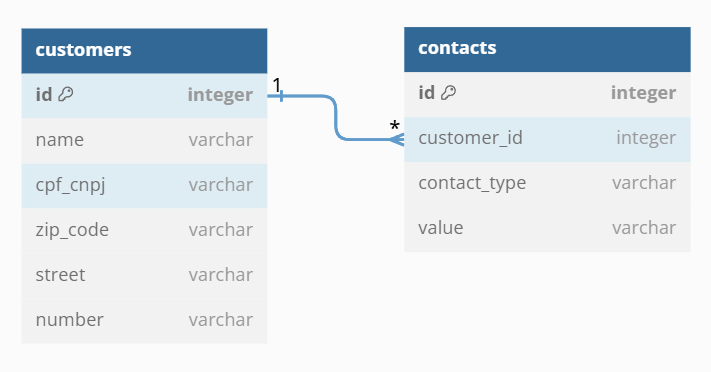 customers
id integer
name varchar
cpf_cnpj varchar
zip_code varchar
street varchar
number varchar
1
*
contacts
id integer
customer_id integer
contact_type varchar
value varchar